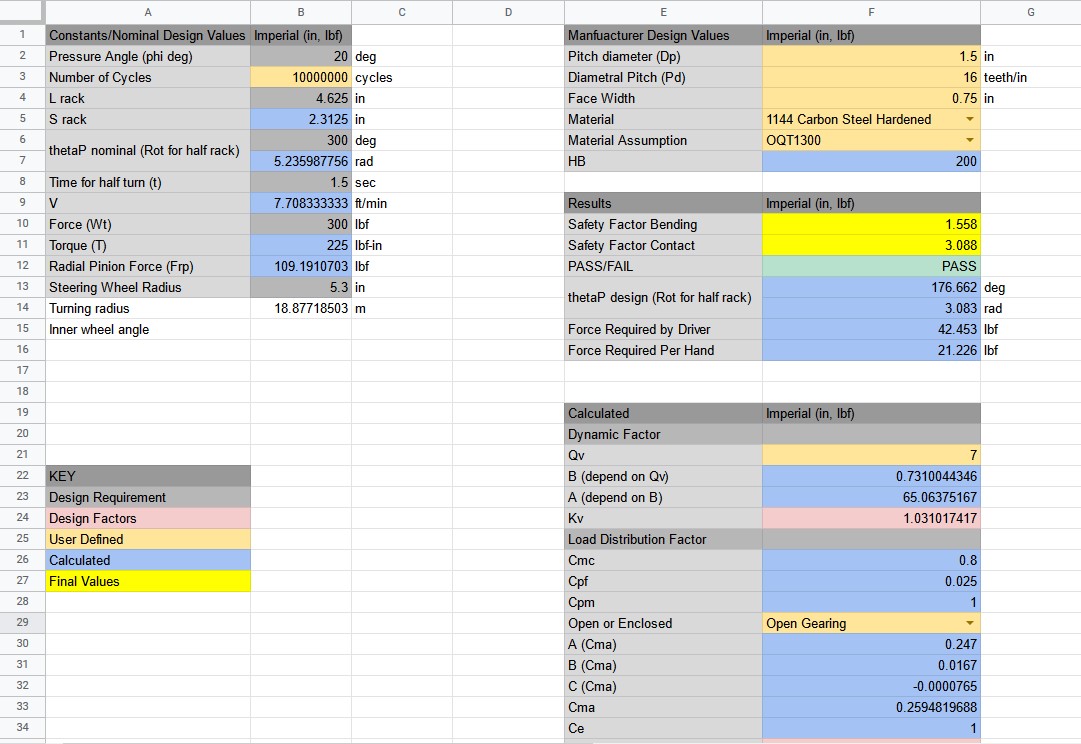 A B C D E F G
1 Constants/Nominal Design Values Imperial (in, lbf) Manfuacturer Design Values Imperial (in, lbf)
2 Pressure Angle (phi deg) 20 deg Pitch diameter (Dp) 1.5 in
3 Number of Cycles 10000000 cycles Diametral Pitch (Pd) 16 teeth/in
4 L rack 4.625 in Face Width 0.75 in
5 S rack 2.3125 in Material 1144 Carbon Steel Hardened
6 300 deg Material Assumption OQT1300
thetaP nominal (Rot for half rack)
7 5.235987756 rad HB 200
8 Time for half turn (t) 1.5 sec
9 V 7.708333333 ft/min Results Imperial (in, lbf)
10 Force (Wt) 300 lbf Safety Factor Bending 1.558
11 Torque (T) 225 lbf-in Safety Factor Contact 3.088
12 Radial Pinion Force (Frp) 109.1910703 lbf PASS/FAIL PASS
13 Steering Wheel Radius 5.3 in 176.662 deg
thetaP design (Rot for half rack)
14 Turning radius 18.87718503 m 3.083 rad
15 Inner wheel angle Force Required by Driver 42.453 lbf
16 Force Required Per Hand 21.226 lbf
17
18
19 Calculated Imperial (in, lbf)
20 Dynamic Factor
21 Qv 7
22 KEY B (depend on Qv) 0.7310044346
23 Design Requirement A (depend on B) 65.06375167
24 Design Factors Kv 1.031017417
25 User Defined Load Distribution Factor
26 Calculated Cmc 0.8
27 Final Values Cpf 0.025
28 Cpm 1
29 Open or Enclosed Open Gearing
30 A (Cma) 0.247
31 B (Cma) 0.0167
32 C (Cma) -0.0000765
33 Cma 0.2594819688
34 Ce 1